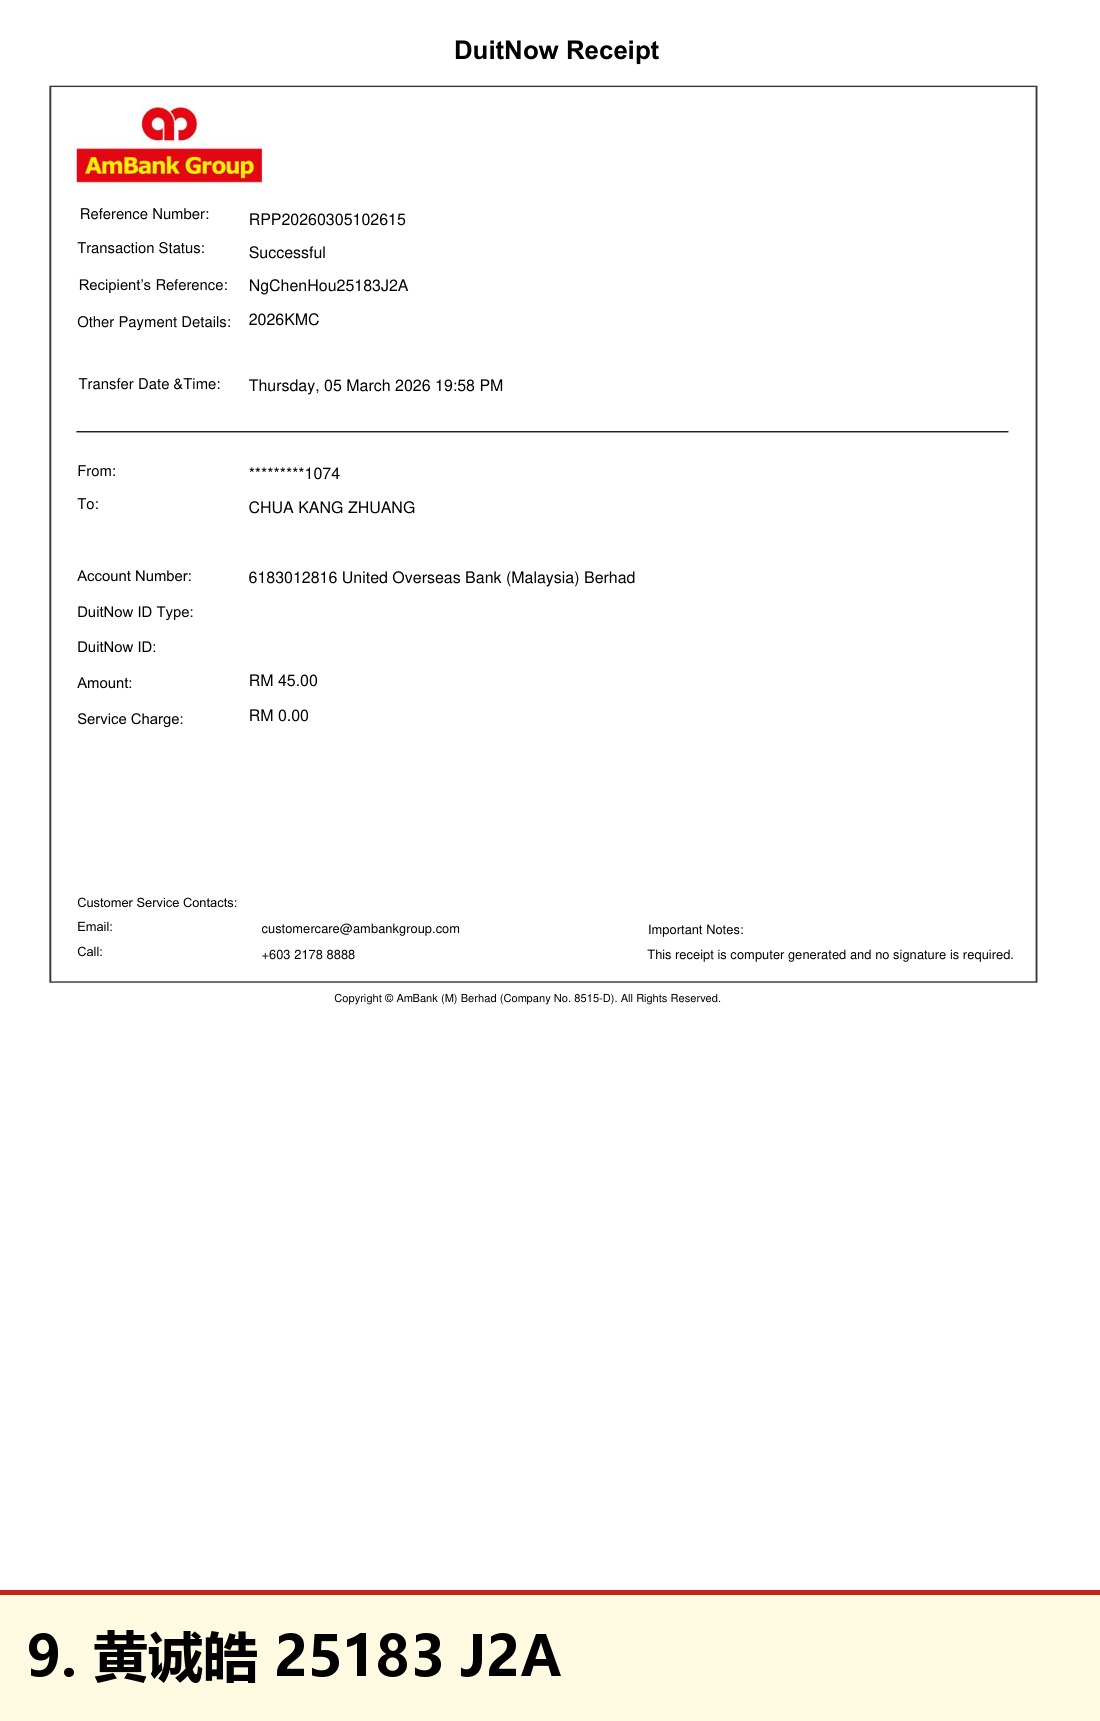 DuitNow Receipt
AmBank Group
Reference Number: RPP20260305102615
Transaction Status: Successful
Recipient's Reference: NgChenHou25183J2A
Other Payment Details: 2026KMC
Transfer Date &Time: Thursday, 05 March 2026 19:58 PM
From: *********1074
To: CHUA KANG ZHUANG
Account Number: 6183012816 United Overseas Bank (Malaysia) Berhad
DuitNow ID Type:
DuitNow ID:
Amount: RM 45.00
Service Charge: RM 0.00
Customer Service Contacts:
Email: customercare@ambankgroup.com
Call: +603 2178 8888
Important Notes:
This receipt is computer generated and no signature is required.
Copyright © AmBank (M) Berhad (Company No. 8515-D). All Rights Reserved.
9. 黄诚皓 25183 J2A